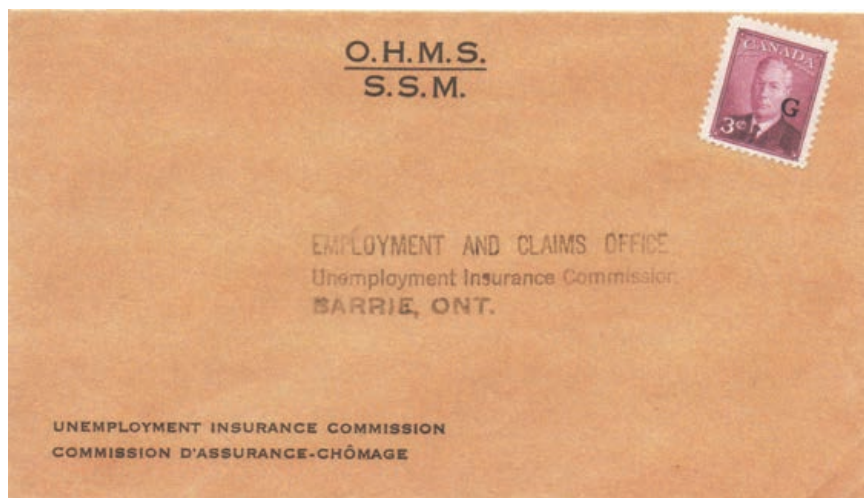 O.H.M.S.
S.S.M.
CANADA
G
3¢
EMPLOYMENT AND CLAIMS OFFICE
Unemployment Insurance Commission
BARRIE, ONT.
UNEMPLOYMENT INSURANCE COMMISSION
COMMISSION D'ASSURANCE-CHÔMAGE